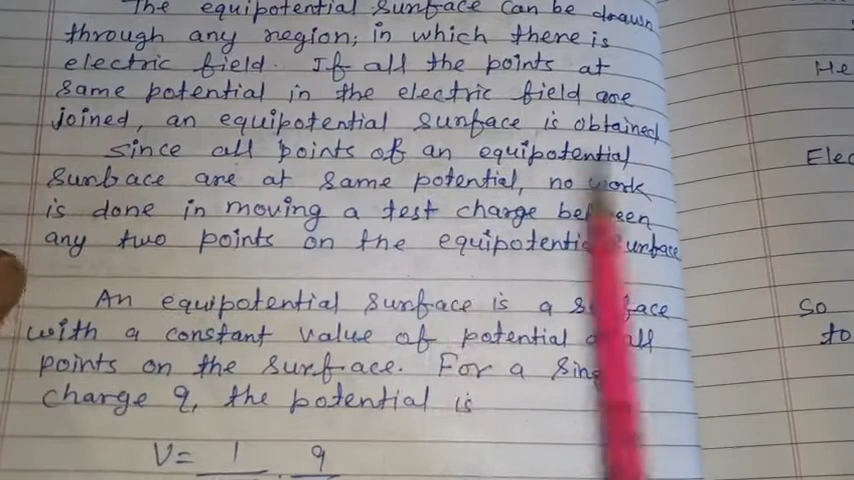 The equipotential surface can be drawn
through any region, in which there is
electric field. If all the points at
same potential in the electric field are
joined, an equipotential surface is obtained
Since all points of an equipotential
surface are at same potential, no work
is done in moving a test charge between
any two points on the equipotential surface
An equipotential surface is a surface
with a constant value of potential all
points on the surface. For a
charge q, the potential is
V = 1 . q
He
Elec
So
to